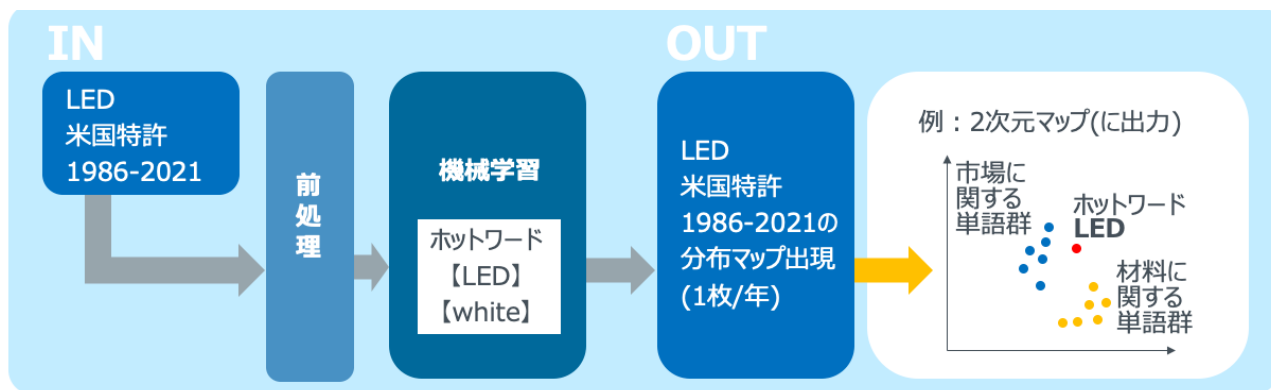 IN
LED
米国特許
1986-2021
前処理
機械学習
ホットワード
【LED】
【white】
OUT
LED
米国特許
1986-2021の
分布マップ出現
(1枚/年)
例：2次元マップ(に出力)
市場に
関する
単語群
ホットワード
LED
材料に
関する
単語群